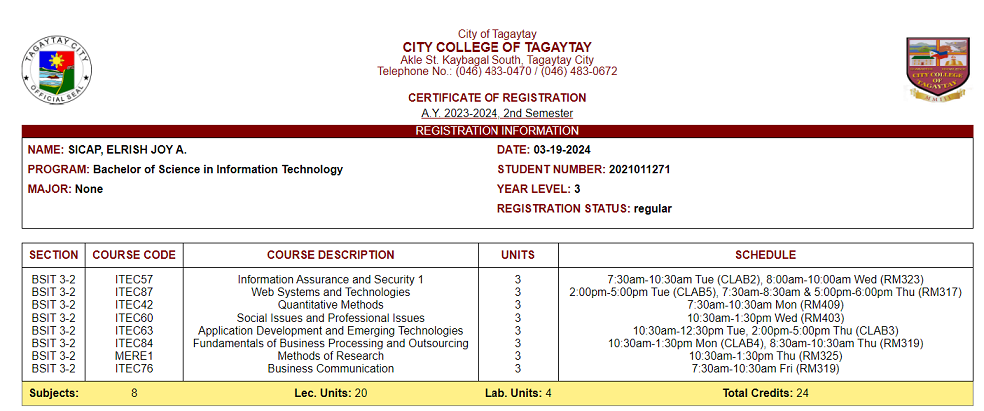 City of Tagaytay
CITY COLLEGE OF TAGAYTAY
Akle St. Kaybagal South, Tagaytay City
Telephone No.: (046) 483-0470 / (046) 483-0672
TAGAYTAY CITY
OFFICIAL SEAL
CITY COLLEGE OF
TAGAYTAY
MMIII
CERTIFICATE OF REGISTRATION
A.Y. 2023-2024, 2nd Semester
REGISTRATION INFORMATION
NAME: SICAP, ELRISH JOY A. DATE: 03-19-2024
PROGRAM: Bachelor of Science in Information Technology STUDENT NUMBER: 2021011271
MAJOR: None YEAR LEVEL: 3
REGISTRATION STATUS: regular
SECTION COURSE CODE COURSE DESCRIPTION UNITS SCHEDULE
BSIT 3-2 ITEC57 Information Assurance and Security 1 3 7:30am-10:30am Tue (CLAB2), 8:00am-10:00am Wed (RM323)
BSIT 3-2 ITEC87 Web Systems and Technologies 3 2:00pm-5:00pm Tue (CLAB5), 7:30am-8:30am & 5:00pm-6:00pm Thu (RM317)
BSIT 3-2 ITEC42 Quantitative Methods 3 7:30am-10:30am Mon (RM409)
BSIT 3-2 ITEC60 Social Issues and Professional Issues 3 10:30am-1:30pm Wed (RM403)
BSIT 3-2 ITEC63 Application Development and Emerging Technologies 3 10:30am-12:30pm Tue, 2:00pm-5:00pm Thu (CLAB3)
BSIT 3-2 ITEC84 Fundamentals of Business Processing and Outsourcing 3 10:30am-1:30pm Mon (CLAB4), 8:30am-10:30am Thu (RM319)
BSIT 3-2 MERE1 Methods of Research 3 10:30am-1:30pm Thu (RM325)
BSIT 3-2 ITEC76 Business Communication 3 7:30am-10:30am Fri (RM319)
Subjects: 8 Lec. Units: 20 Lab. Units: 4 Total Credits: 24